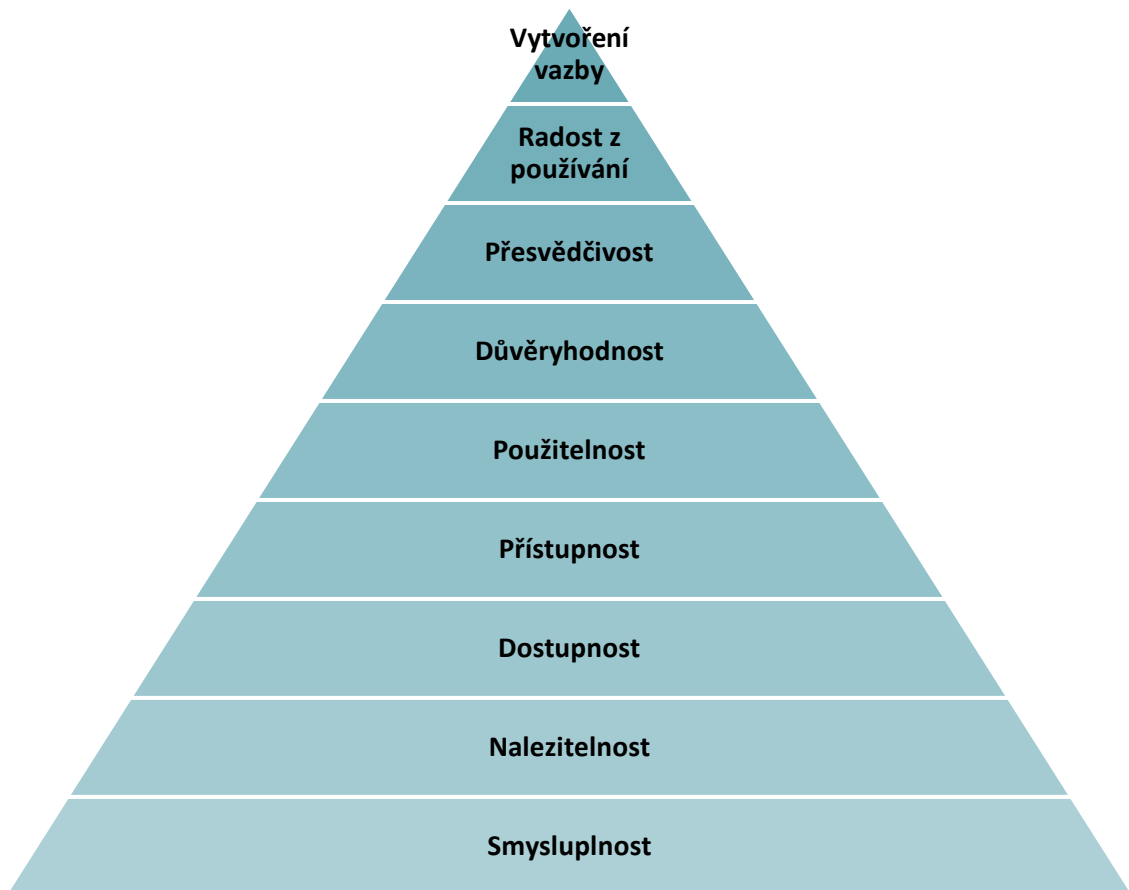 Vytvoření
vazby
Radost z
používání
Přesvědčivost
Důvěryhodnost
Použitelnost
Přístupnost
Dostupnost
Nalezitelnost
Smysluplnost